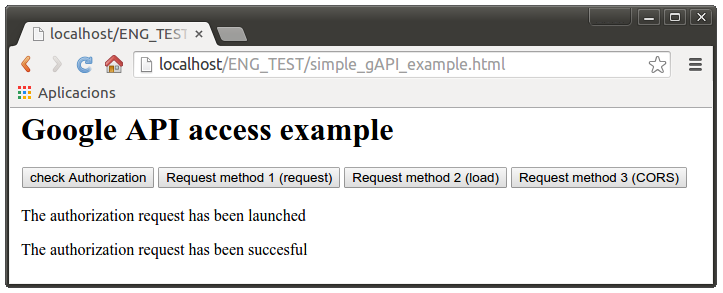 localhost/ENG_TEST
localhost/ENG_TEST/simple_gAPI_example.html
Aplicacions
Google API access example
check Authorization Request method 1 (request) Request method 2 (load) Request method 3 (CORS)
The authorization request has been launched
The authorization request has been succesful